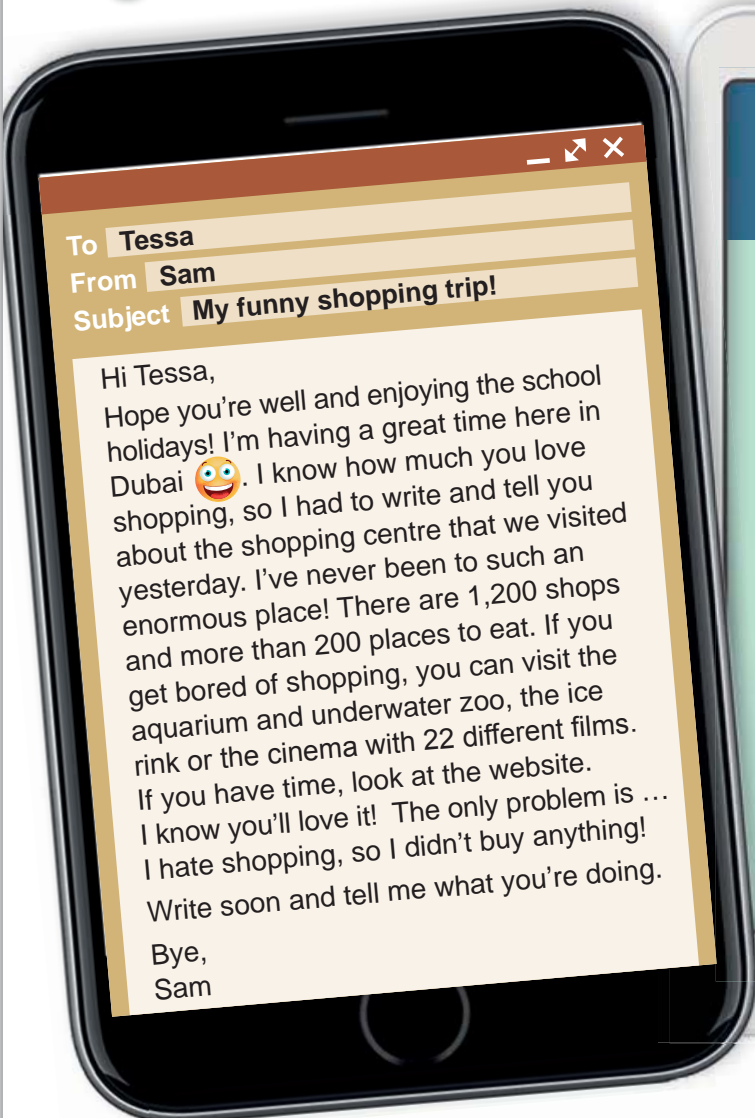 To Tessa
From Sam
Subject My funny shopping trip!
Hi Tessa,
Hope you're well and enjoying the school
holidays! I'm having a great time here in
Dubai 😃. I know how much you love
shopping, so I had to write and tell you
about the shopping centre that we visited
yesterday. I've never been to such an
enormous place! There are 1,200 shops
and more than 200 places to eat. If you
get bored of shopping, you can visit the
aquarium and underwater zoo, the ice
rink or the cinema with 22 different films.
If you have time, look at the website.
I know you'll love it!  The only problem is …
I hate shopping, so I didn't buy anything!
Write soon and tell me what you're doing.
Bye,
Sam